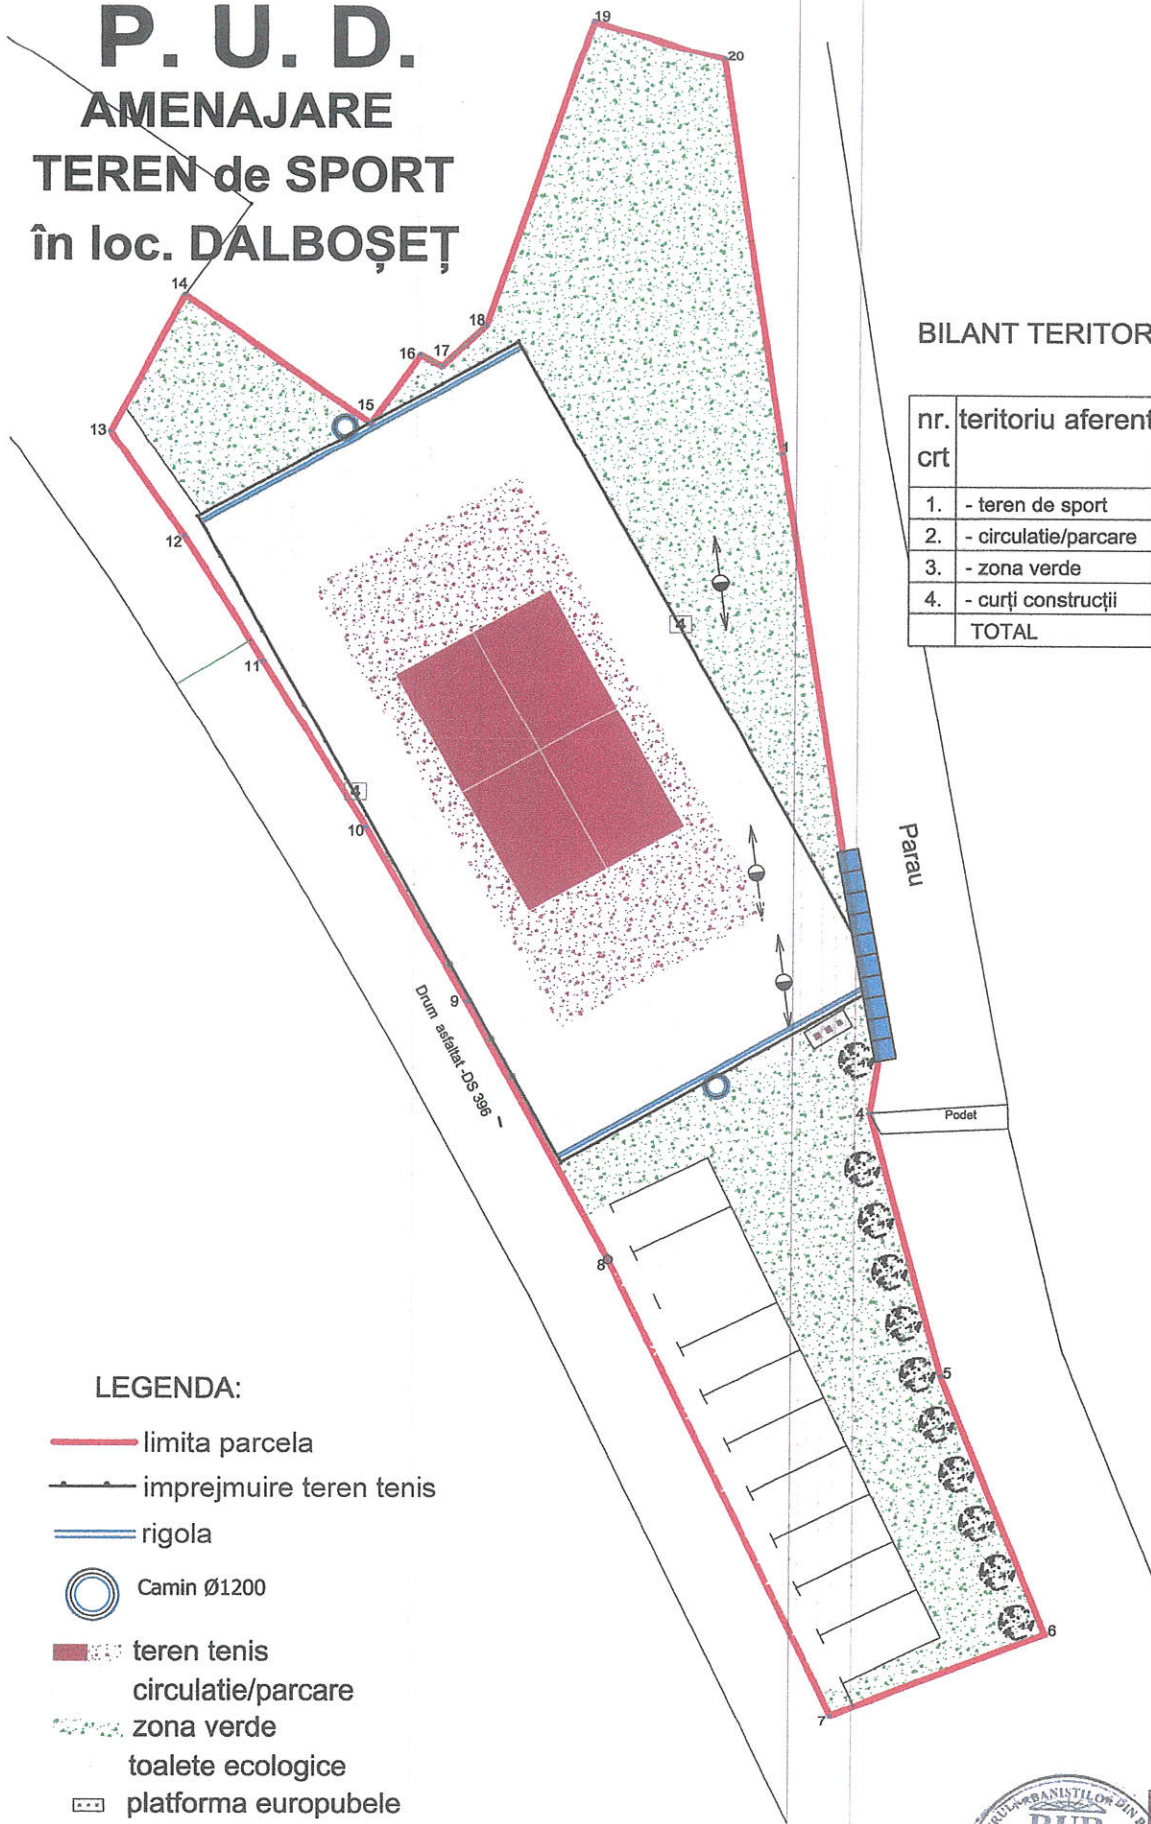 P. U. D.
AMENAJARE
TEREN de SPORT
în loc. DALBOȘEȚ
19
20
14
18
16
17
15
13
1
12
11
4
4
10
9
Drum asfaltat -DS 396
Parau
4
Podet
8
5
6
7
BILANT TERITOR
nr. crt
teritoriu aferent
1. - teren de sport
2. - circulatie/parcare
3. - zona verde
4. - curți construcții
TOTAL
LEGENDA:
limita parcela
imprejmuire teren tenis
rigola
Camin Ø1200
teren tenis
circulatie/parcare
zona verde
toalete ecologice
platforma europubele